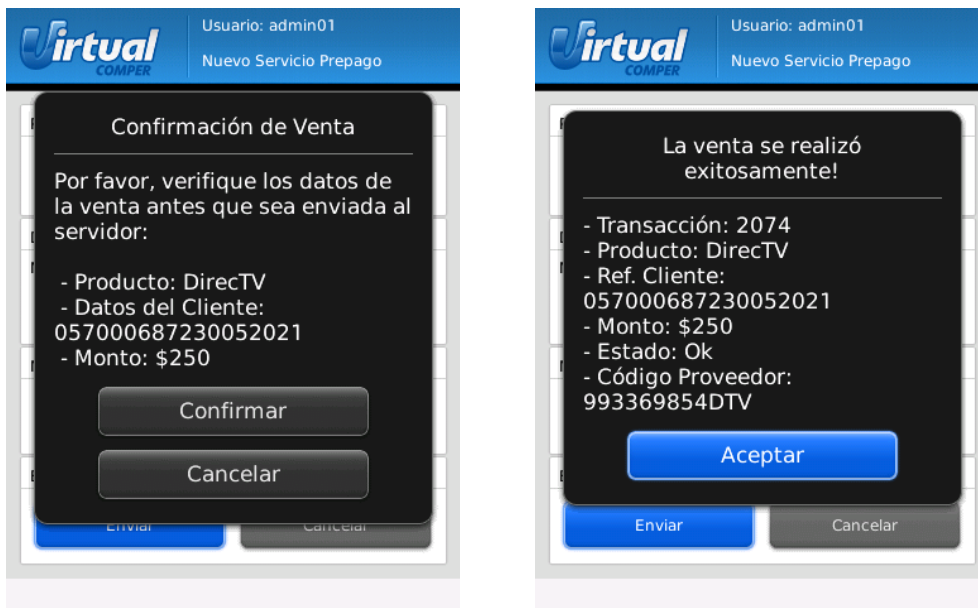 Virtual
COMPER
Usuario: admin01
Nuevo Servicio Prepago
Confirmación de Venta
Por favor, verifique los datos de
la venta antes que sea enviada al
servidor:
- Producto: DirecTV
- Datos del Cliente:
057000687230052021
- Monto: $250
Confirmar
Cancelar
Enviar
Cancelar
Virtual
COMPER
Usuario: admin01
Nuevo Servicio Prepago
La venta se realizó
exitosamente!
- Transacción: 2074
- Producto: DirecTV
- Ref. Cliente:
057000687230052021
- Monto: $250
- Estado: Ok
- Código Proveedor:
993369854DTV
Aceptar
Enviar
Cancelar